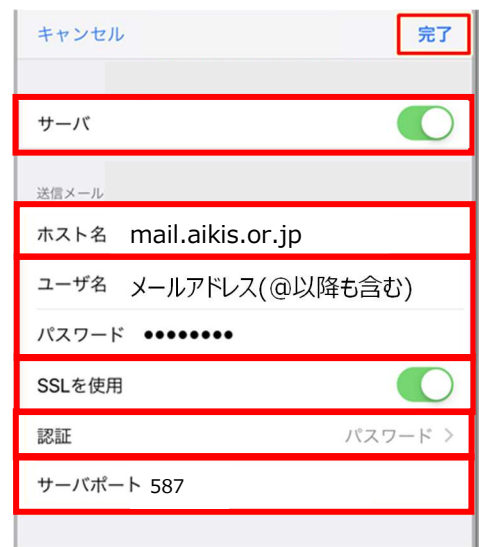 キャンセル 完了
サーバ
送信メール
ホスト名 mail.aikis.or.jp
ユーザ名 メールアドレス(@以降も含む)
パスワード ●●●●●●●●
SSLを使用
認証 パスワード >
サーバポート 587